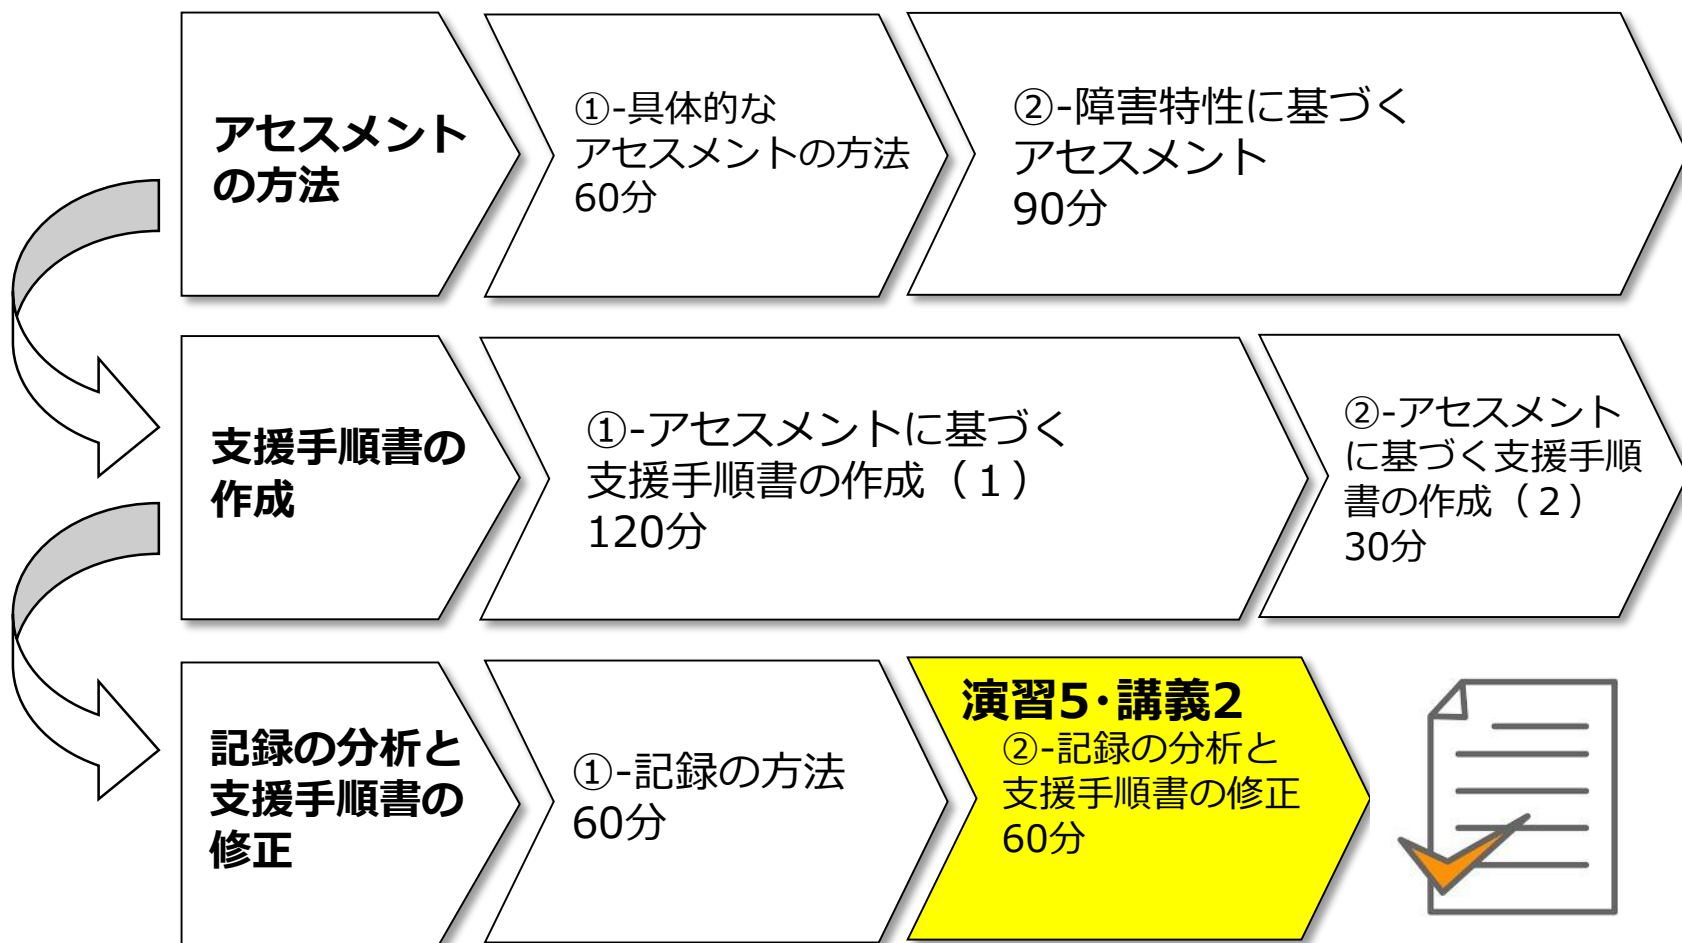 アセスメント
の方法
①-具体的な
アセスメントの方法
60分
②-障害特性に基づく
アセスメント
90分
支援手順書の
作成
①-アセスメントに基づく
支援手順書の作成（１）
120分
②-アセスメント
に基づく支援手順
書の作成（２）
30分
記録の分析と
支援手順書の
修正
①-記録の方法
60分
演習5･講義2
②-記録の分析と
支援手順書の修正
60分